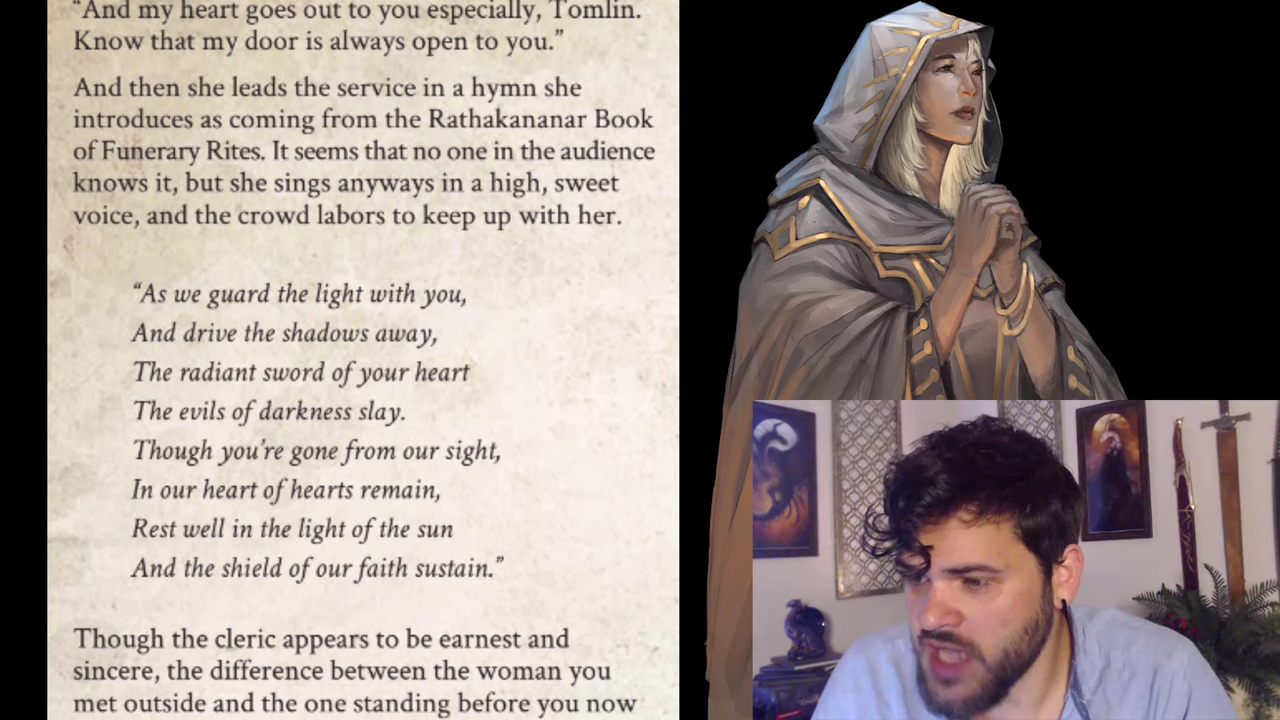 “And my heart goes out to you especially, Tomlin.
Know that my door is always open to you.”
And then she leads the service in a hymn she
introduces as coming from the Rathakananar Book
of Funerary Rites. It seems that no one in the audience
knows it, but she sings anyways in a high, sweet
voice, and the crowd labors to keep up with her.
“As we guard the light with you,
And drive the shadows away,
The radiant sword of your heart
The evils of darkness slay.
Though you’re gone from our sight,
In our heart of hearts remain,
Rest well in the light of the sun
And the shield of our faith sustain.”
Though the cleric appears to be earnest and
sincere, the difference between the woman you
met outside and the one standing before you now